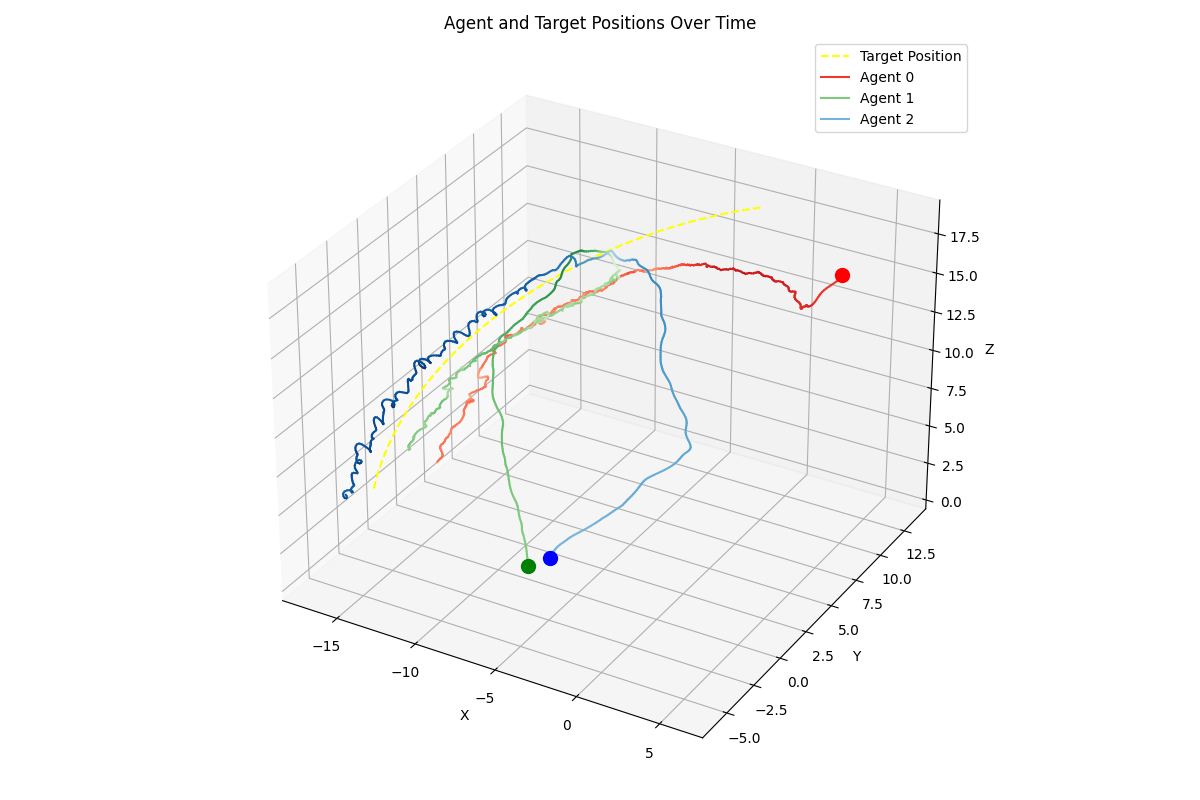 Agent and Target Positions Over Time
Target Position
Agent 0
Agent 1
Agent 2
17.5
15.0
12.5
10.0
7.5
5.0
2.5
0.0
Z
12.5
10.0
7.5
5.0
2.5
0.0
−2.5
−5.0
Y
−15
−10
−5
0
5
X